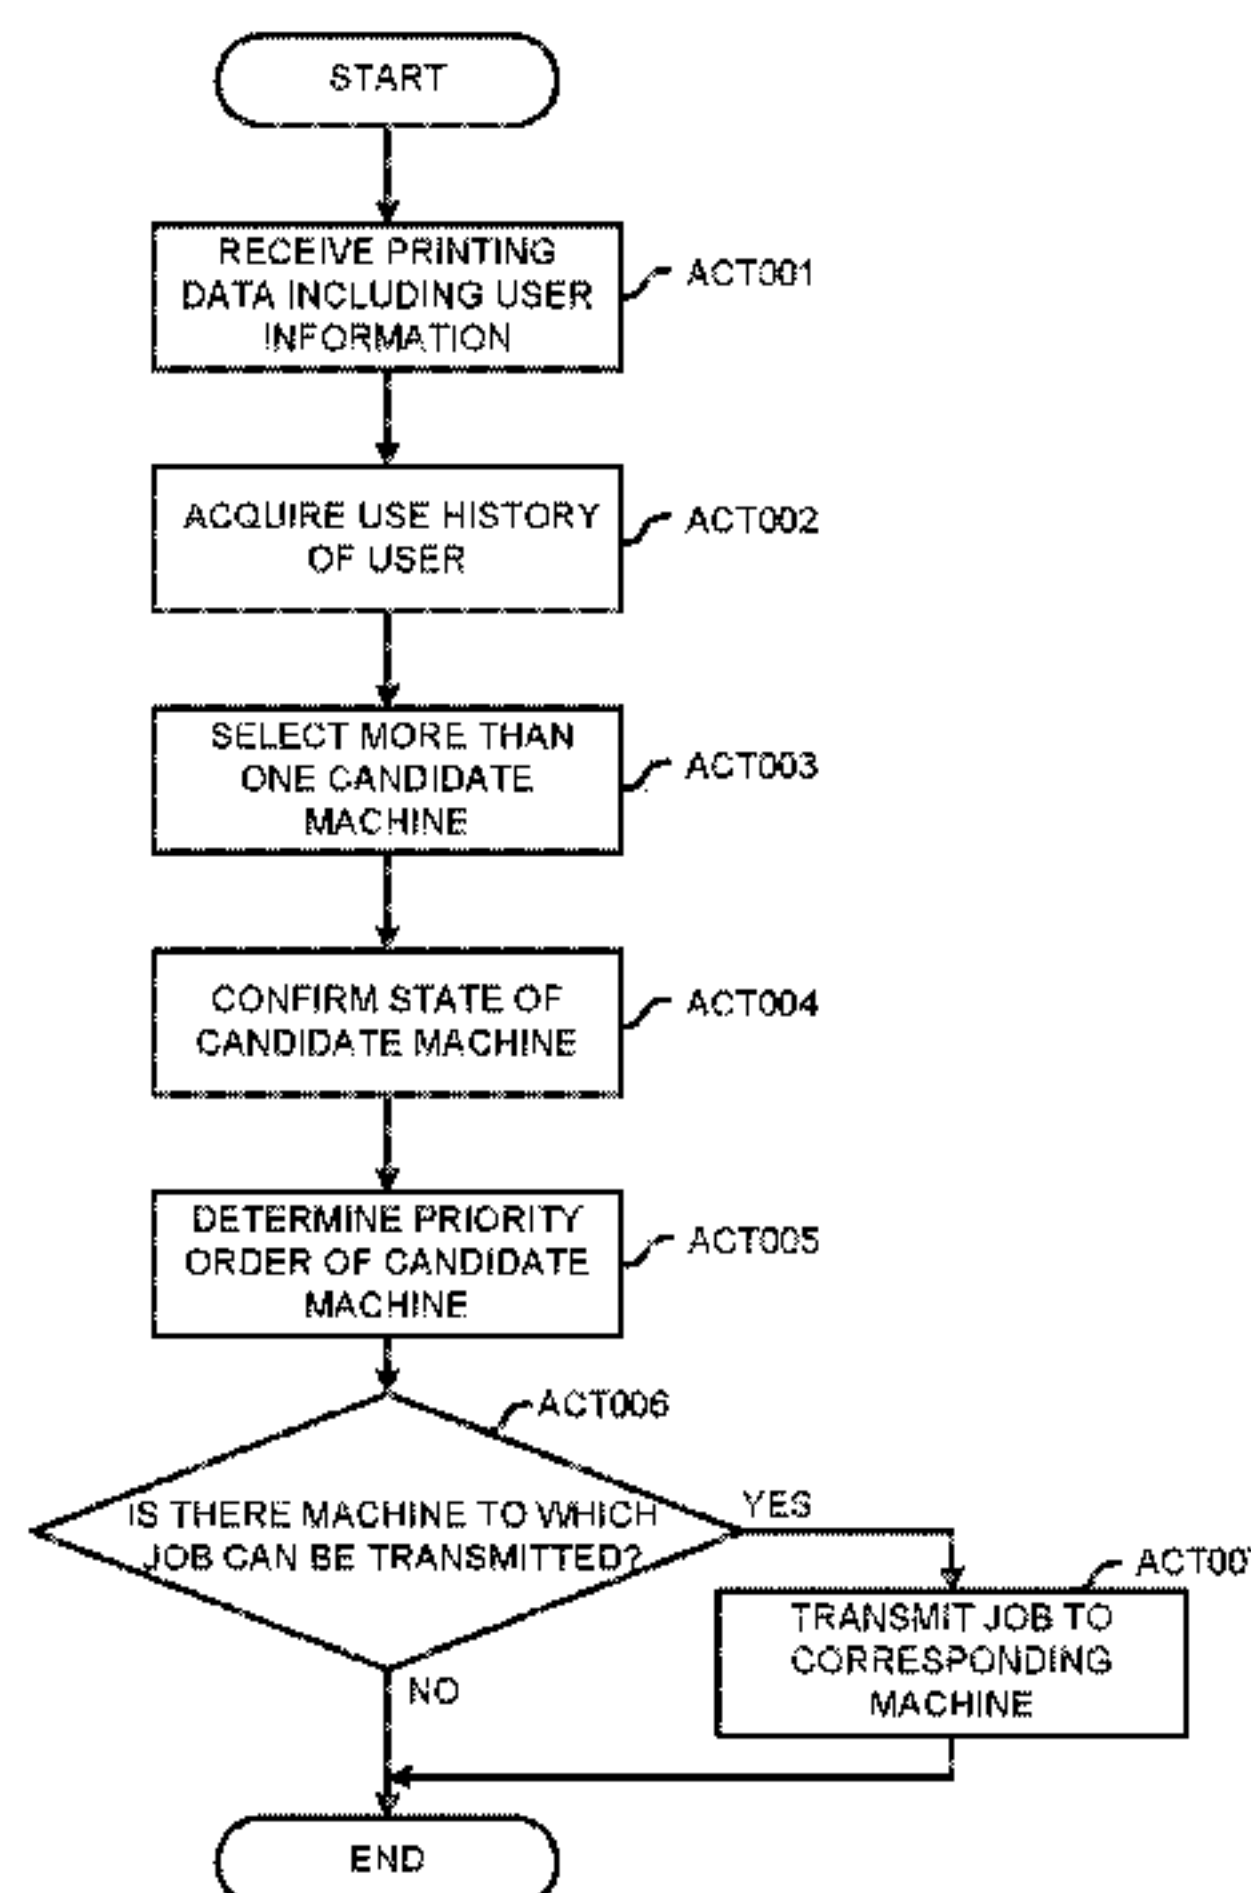 START
RECEIVE PRINTING
DATA INCLUDING USER
INFORMATION
ACT001
ACQUIRE USE HISTORY
OF USER
ACT002
SELECT MORE THAN
ONE CANDIDATE
MACHINE
ACT003
CONFIRM STATE OF
CANDIDATE MACHINE
ACT004
DETERMINE PRIORITY
ORDER OF CANDIDATE
MACHINE
ACT005
ACT006
IS THERE MACHINE TO WHICH
JOB CAN BE TRANSMITTED?
YES
TRANSMIT JOB TO
CORRESPONDING
MACHINE
NO
END